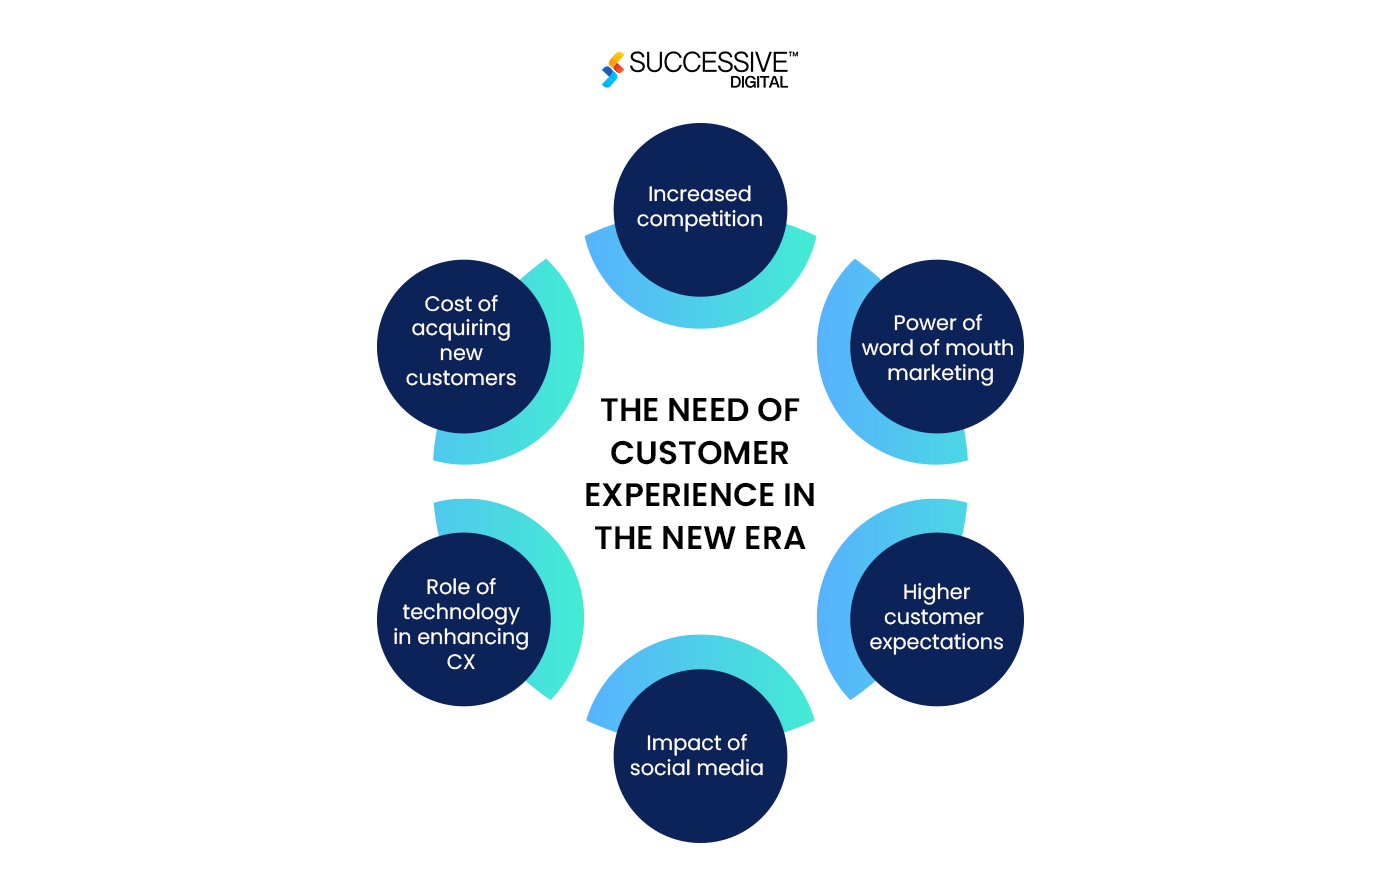 SUCCESSIVE™
DIGITAL
Increased
competition
Power of
word of mouth
marketing
Higher
customer
expectations
Impact of
social media
Role of
technology
in enhancing
CX
Cost of
acquiring
new
customers
THE NEED OF
CUSTOMER
EXPERIENCE IN
THE NEW ERA